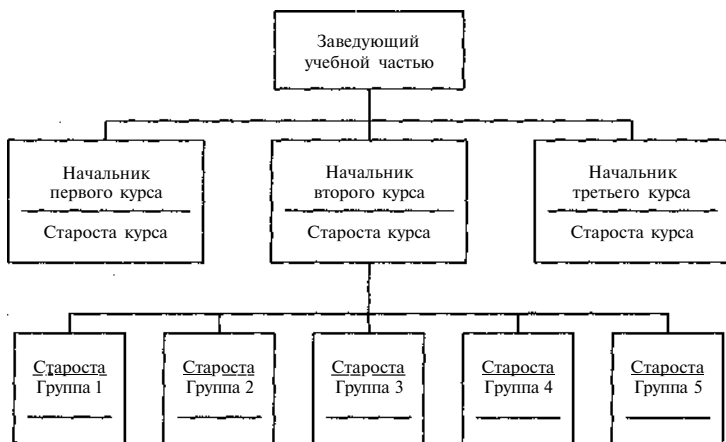 Заведующий
учебной частью
Начальник
первого курса
Староста курса
Начальник
второго курса
Староста курса
Начальник
третьего курса
Староста курса
Староста
Группа 1
Староста
Группа 2
Староста
Группа 3
Староста
Группа 4
Староста
Группа 5